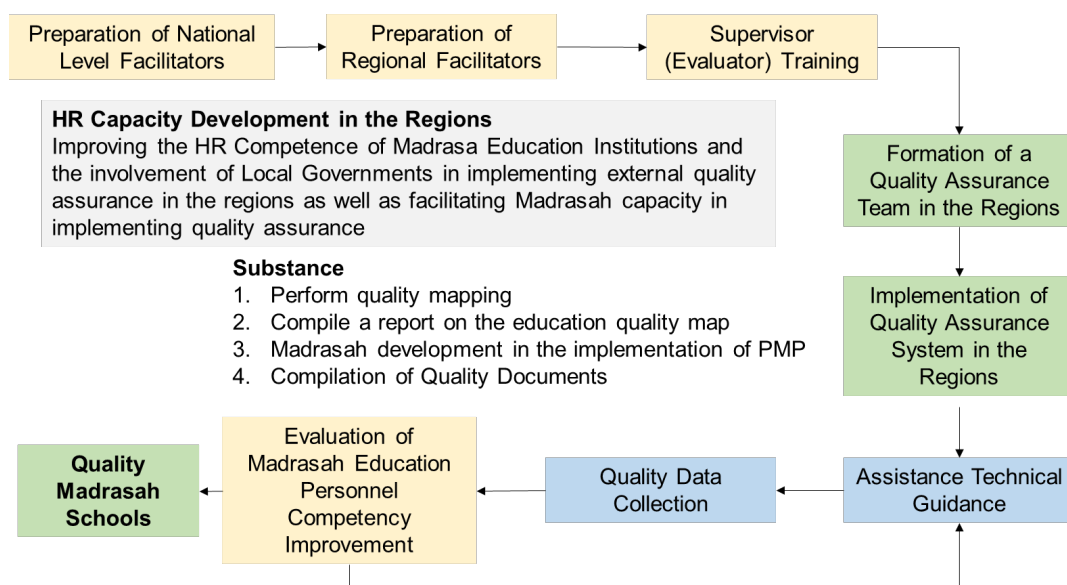 Preparation of National
Level Facilitators
Preparation of
Regional Facilitators
Supervisor
(Evaluator) Training
HR Capacity Development in the Regions
Improving the HR Competence of Madrasa Education Institutions and
the involvement of Local Governments in implementing external quality
assurance in the regions as well as facilitating Madrasah capacity in
implementing quality assurance
Formation of a
Quality Assurance
Team in the Regions
Substance
1. Perform quality mapping
2. Compile a report on the education quality map
3. Madrasah development in the implementation of PMP
4. Compilation of Quality Documents
Implementation of
Quality Assurance
System in the
Regions
Quality
Madrasah
Schools
Evaluation of
Madrasah Education
Personnel
Competency
Improvement
Quality Data
Collection
Assistance Technical
Guidance